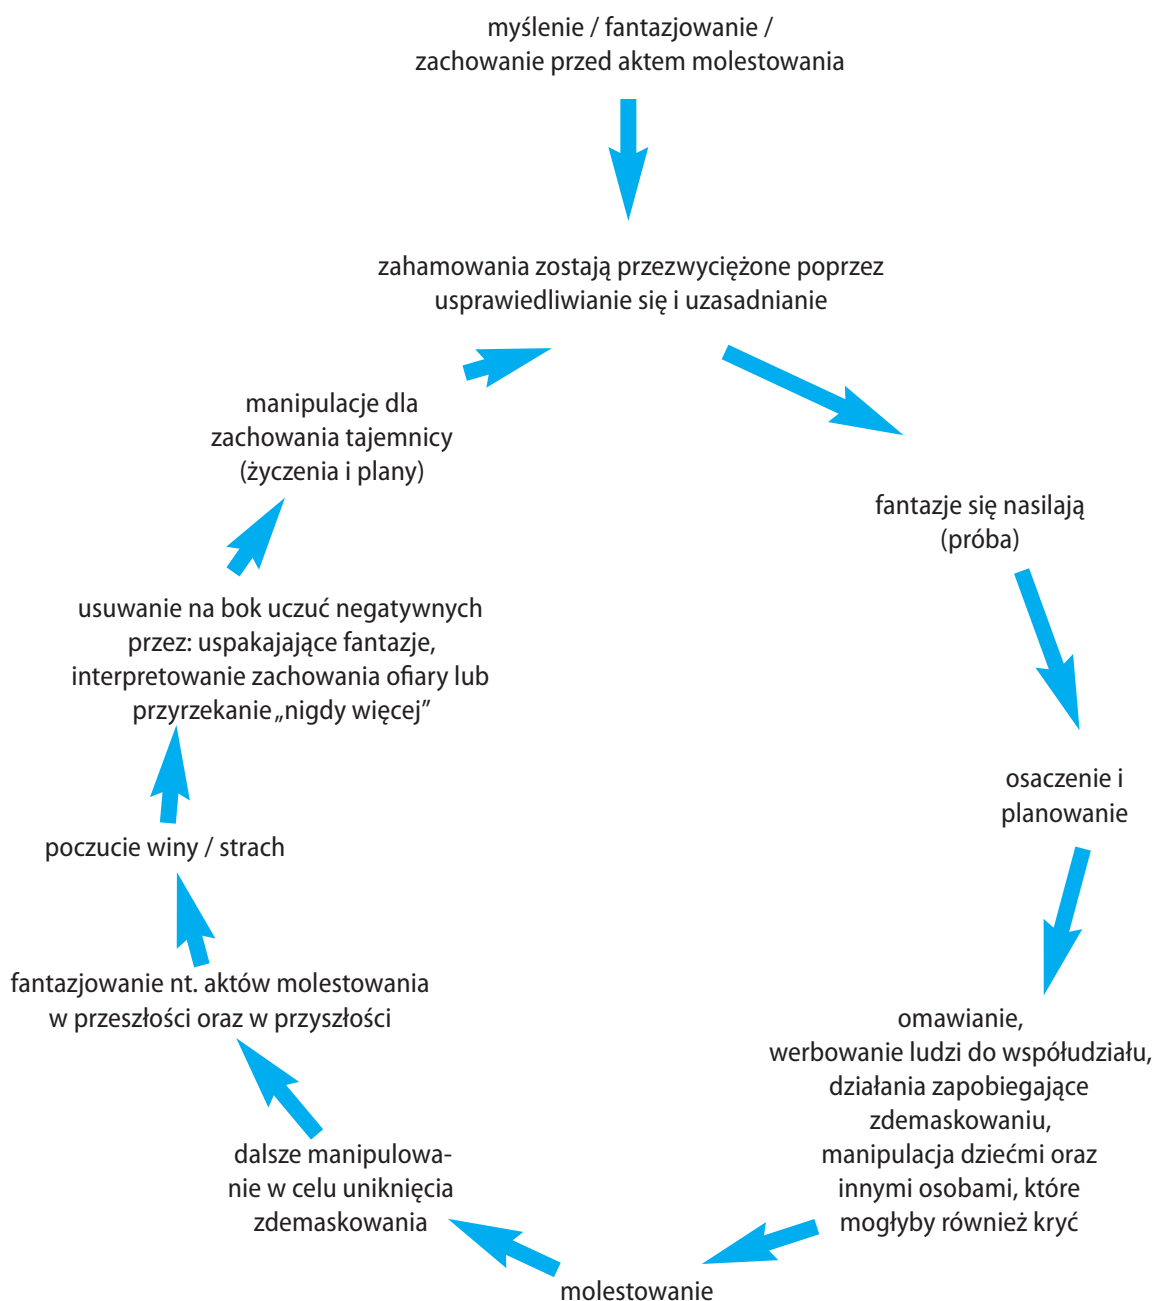 myślenie / fantazjowanie /
zachowanie przed aktem molestowania
zahamowania zostają przezwyciężone poprzez
usprawiedliwianie się i uzasadnianie
fantazje się nasilają
(próba)
osaczenie i
planowanie
omawianie,
werbowanie ludzi do współudziału,
działania zapobiegające
zdemaskowaniu,
manipulacja dziećmi oraz
innymi osobami, które
mogłyby również kryć
molestowanie
dalsze manipulowa-
nie w celu uniknięcia
zdemaskowania
fantazjowanie nt. aktów molestowania
w przeszłości oraz w przyszłości
poczucie winy / strach
usuwanie na bok uczuć negatywnych
przez: uspakajające fantazje,
interpretowanie zachowania ofiary lub
przyrzekanie „nigdy więcej”
manipulacje dla
zachowania tajemnicy
(życzenia i plany)